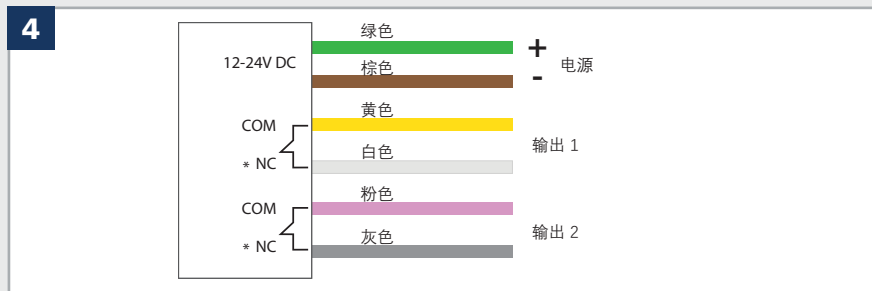 4
绿色
12-24V DC
+
电源
棕色
-
黄色
COM
输出 1
白色
* NC
粉色
COM
输出 2
灰色
* NC